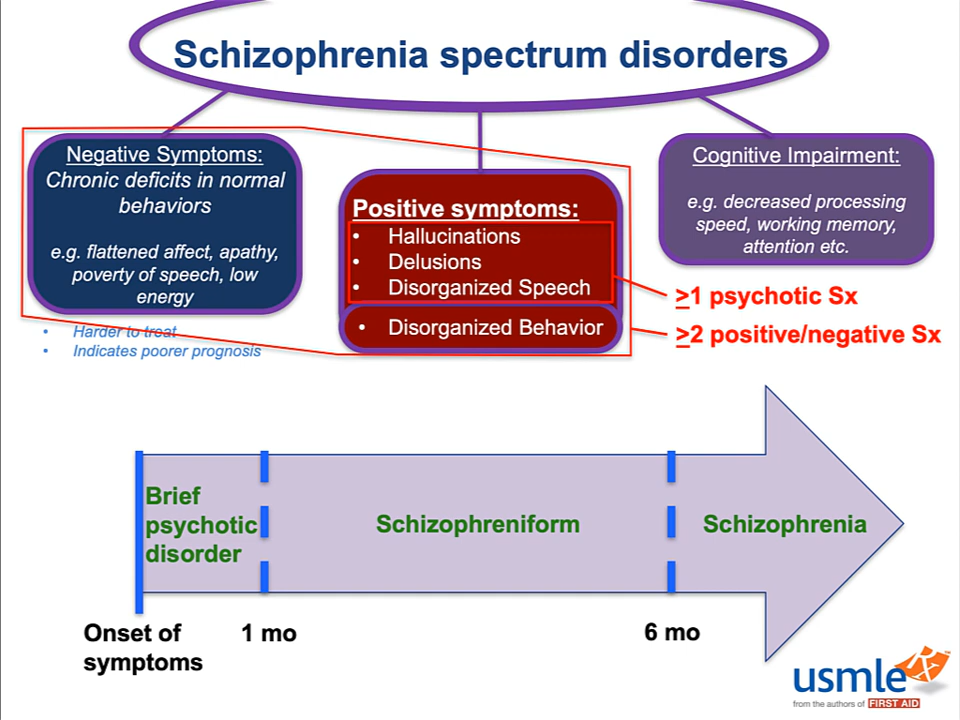 Schizophrenia spectrum disorders
Negative Symptoms:
Chronic deficits in normal
behaviors
e.g. flattened affect, apathy,
poverty of speech, low
energy
• Harder to treat
• Indicates poorer prognosis
Positive symptoms:
• Hallucinations
• Delusions
• Disorganized Speech
• Disorganized Behavior
Cognitive Impairment:
e.g. decreased processing
speed, working memory,
attention etc.
≥1 psychotic Sx
≥2 positive/negative Sx
Brief
psychotic
disorder
Schizophreniform
Schizophrenia
Onset of
symptoms
1 mo
6 mo
usmle Rx™
from the authors of FIRST AID